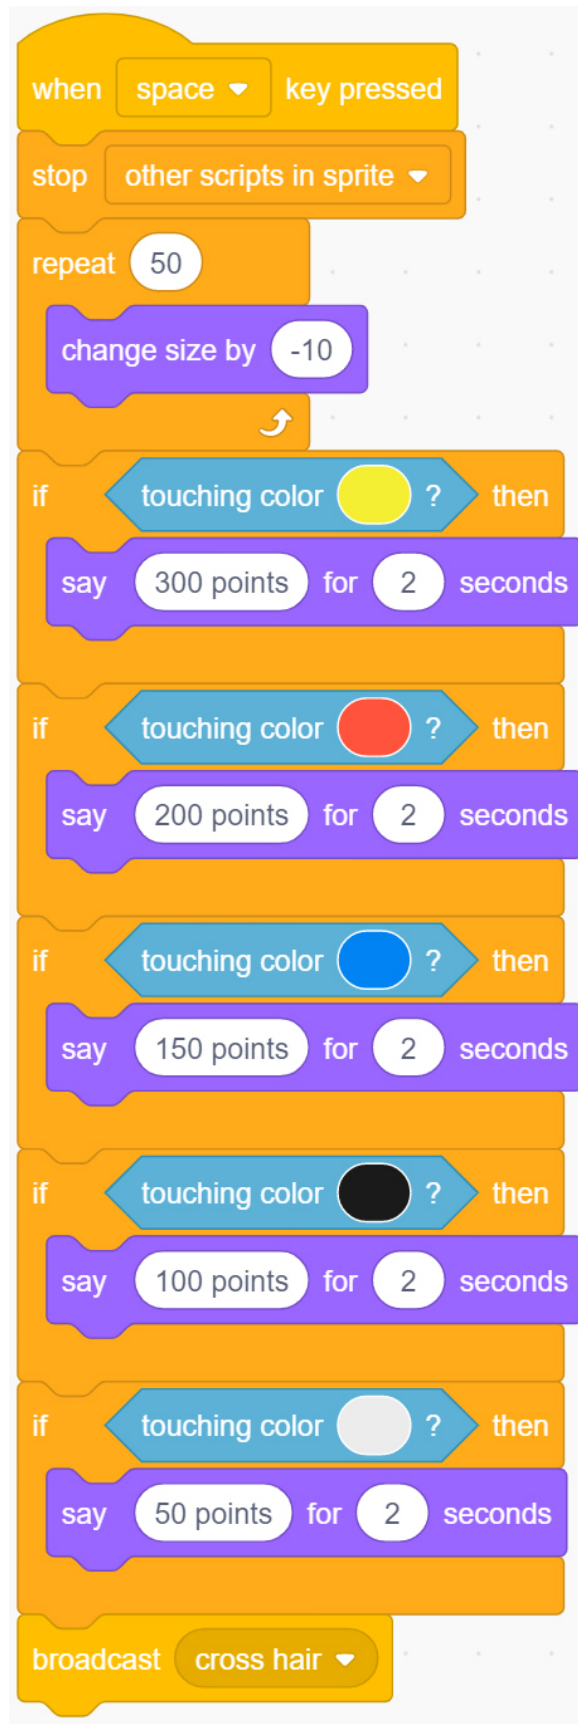 when space key pressed
stop other scripts in sprite
repeat 50
change size by -10
if touching color ? then
say 300 points for 2 seconds
if touching color ? then
say 200 points for 2 seconds
if touching color ? then
say 150 points for 2 seconds
if touching color ? then
say 100 points for 2 seconds
if touching color ? then
say 50 points for 2 seconds
broadcast cross hair